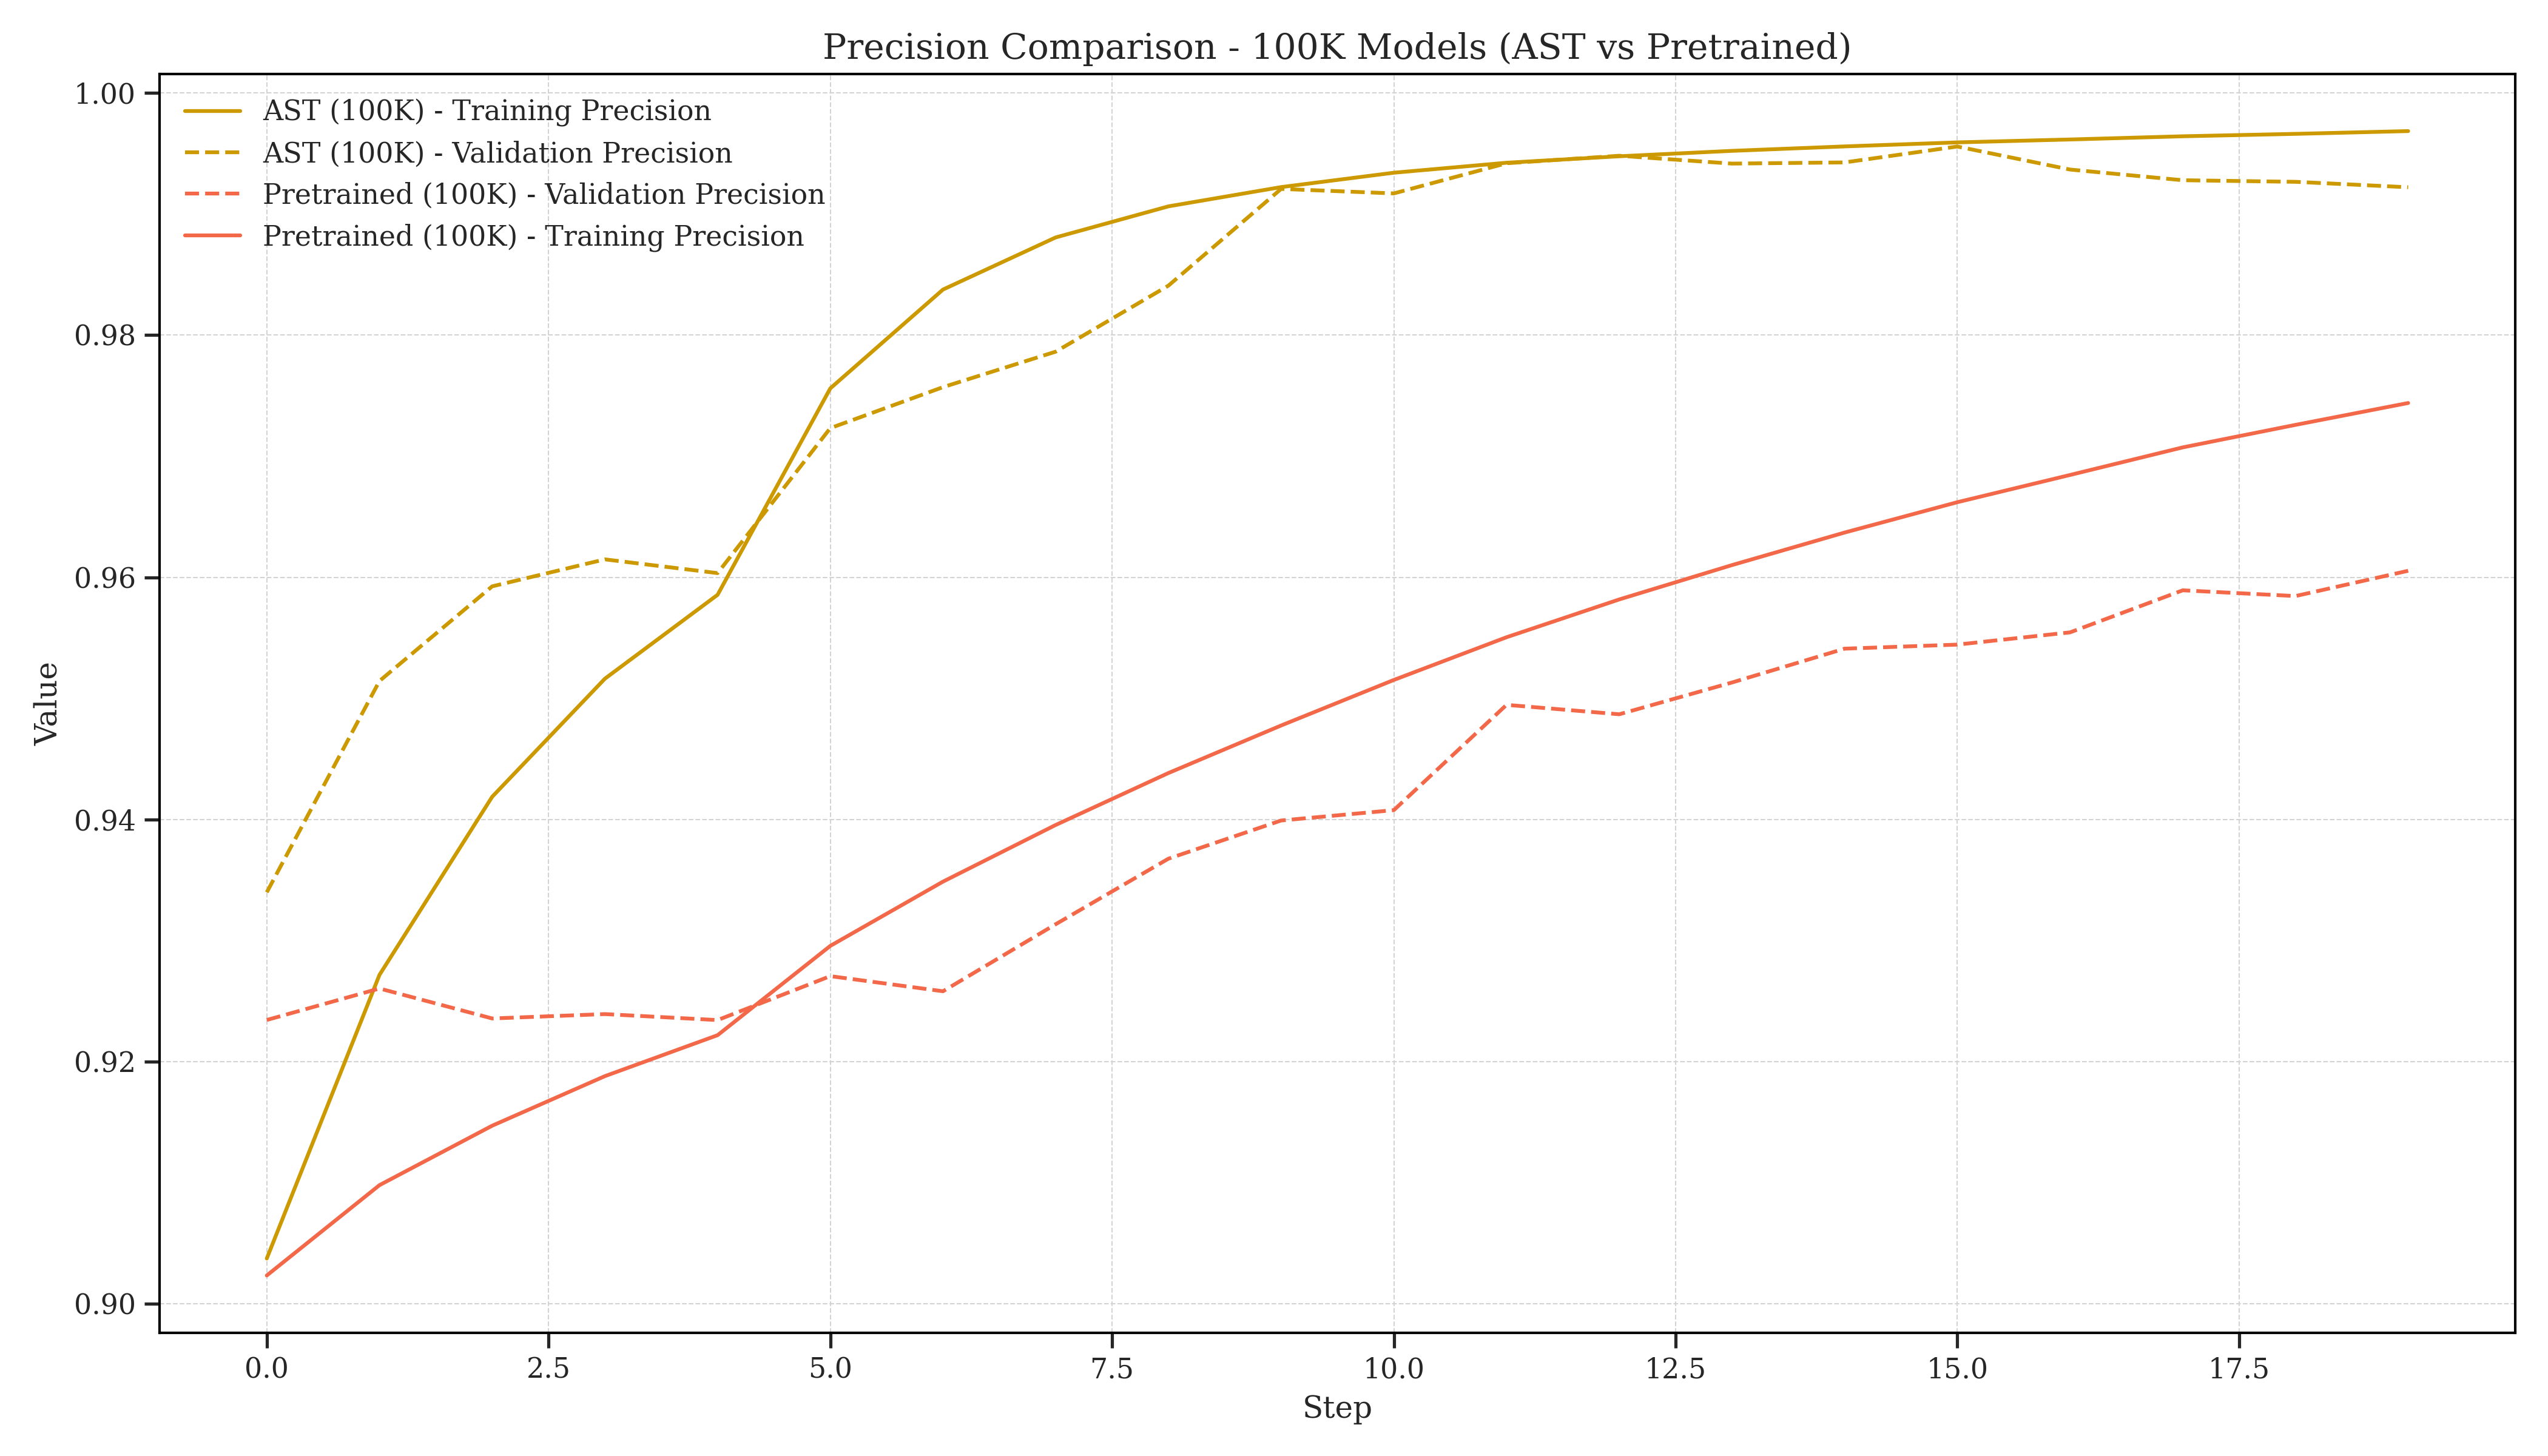 Precision Comparison - 100K Models (AST vs Pretrained)
AST (100K) - Training Precision
AST (100K) - Validation Precision
Pretrained (100K) - Validation Precision
Pretrained (100K) - Training Precision
1.00
0.98
0.96
0.94
0.92
0.90
Value
0.0
2.5
5.0
7.5
10.0
12.5
15.0
17.5
Step